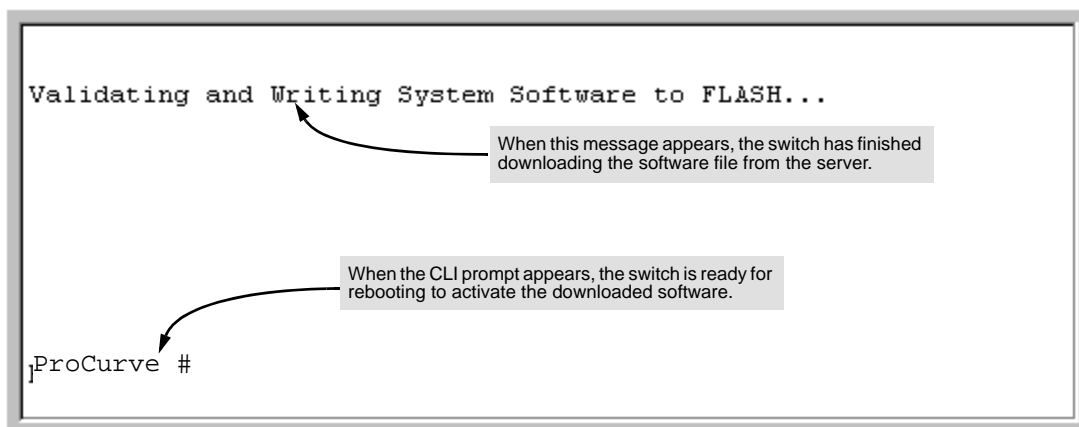 Validating and Writing System Software to FLASH...
When this message appears, the switch has finished
downloading the software file from the server.
When the CLI prompt appears, the switch is ready for
rebooting to activate the downloaded software.
ProCurve #